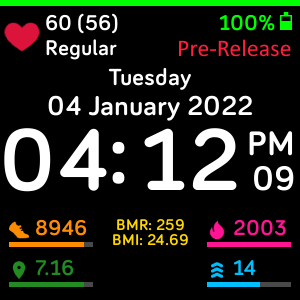 60 (56) 100%
Regular Pre-Release
Tuesday
04 January 2022
04:12 PM
09
8946 BMR: 259 2003
BMI: 24.69
7.16 14